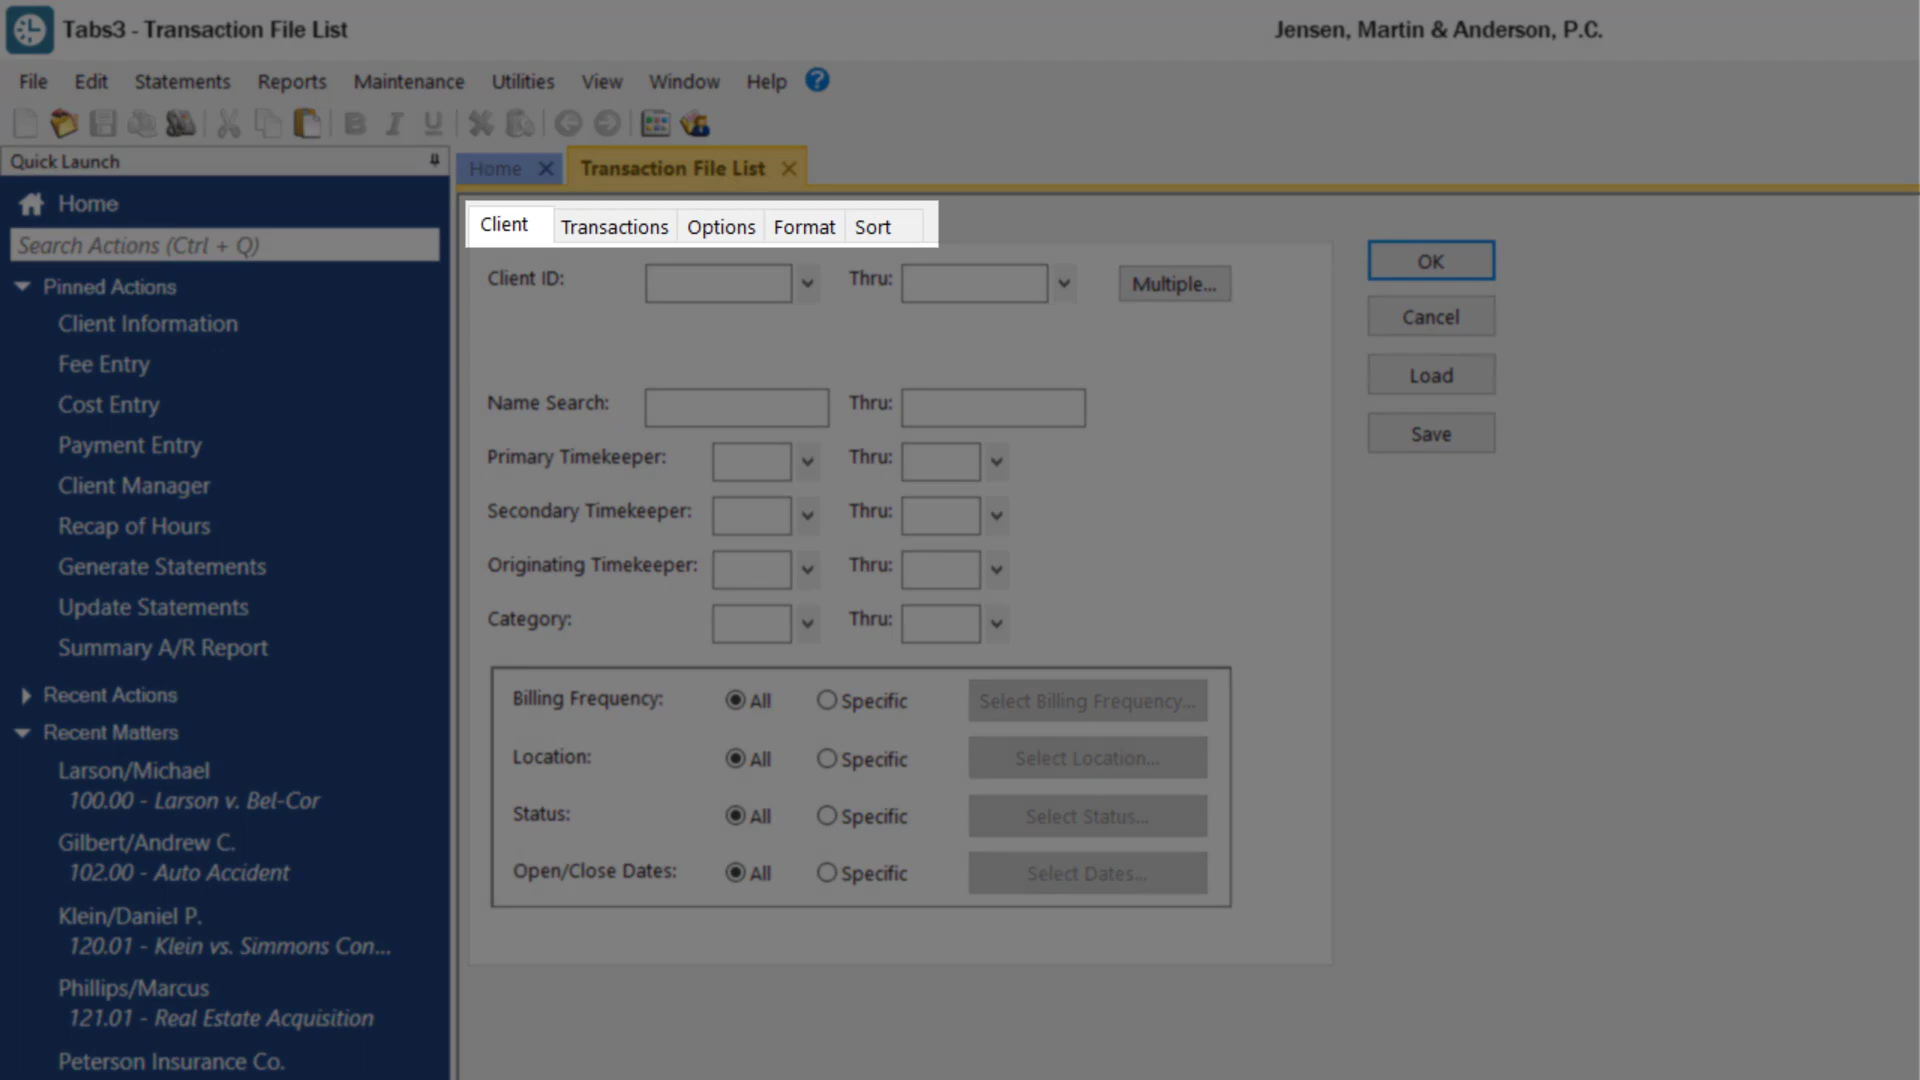 Tabs3 - Transaction File List
Jensen, Martin & Anderson, P.C.
File Edit Statements Reports Maintenance Utilities View Window Help ?
B I U
Quick Launch
Home
Search Actions (Ctrl + Q)
Pinned Actions
Client Information
Fee Entry
Cost Entry
Payment Entry
Client Manager
Recap of Hours
Generate Statements
Update Statements
Summary A/R Report
Recent Actions
Recent Matters
Larson/Michael
100.00 - Larson v. Bel-Cor
Gilbert/Andrew C.
102.00 - Auto Accident
Klein/Daniel P.
120.01 - Klein vs. Simmons Con...
Phillips/Marcus
121.01 - Real Estate Acquisition
Peterson Insurance Co.
Home Transaction File List
Client Transactions Options Format Sort
Client ID: Thru: Multiple...
Name Search: Thru:
Primary Timekeeper: Thru:
Secondary Timekeeper: Thru:
Originating Timekeeper: Thru:
Category: Thru:
Billing Frequency: All Specific Select Billing Frequency...
Location: All Specific Select Location...
Status: All Specific Select Status...
Open/Close Dates: All Specific Select Dates...
OK
Cancel
Load
Save